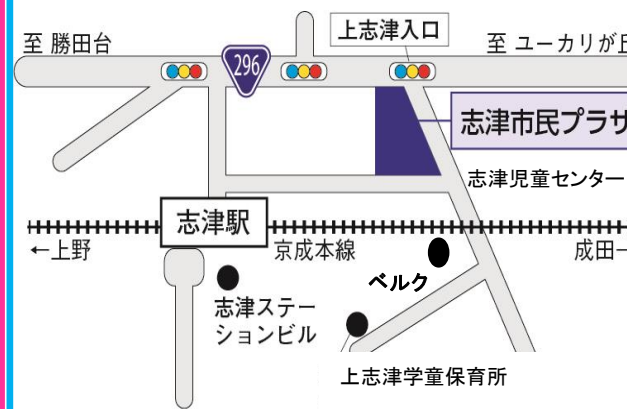 上志津入口
至 勝田台
至 ユーカリが丘
296
志津市民プラザ
志津児童センター
志津駅
←上野
京成本線
成田→
ベルク
志津ステー
ションビル
上志津学童保育所